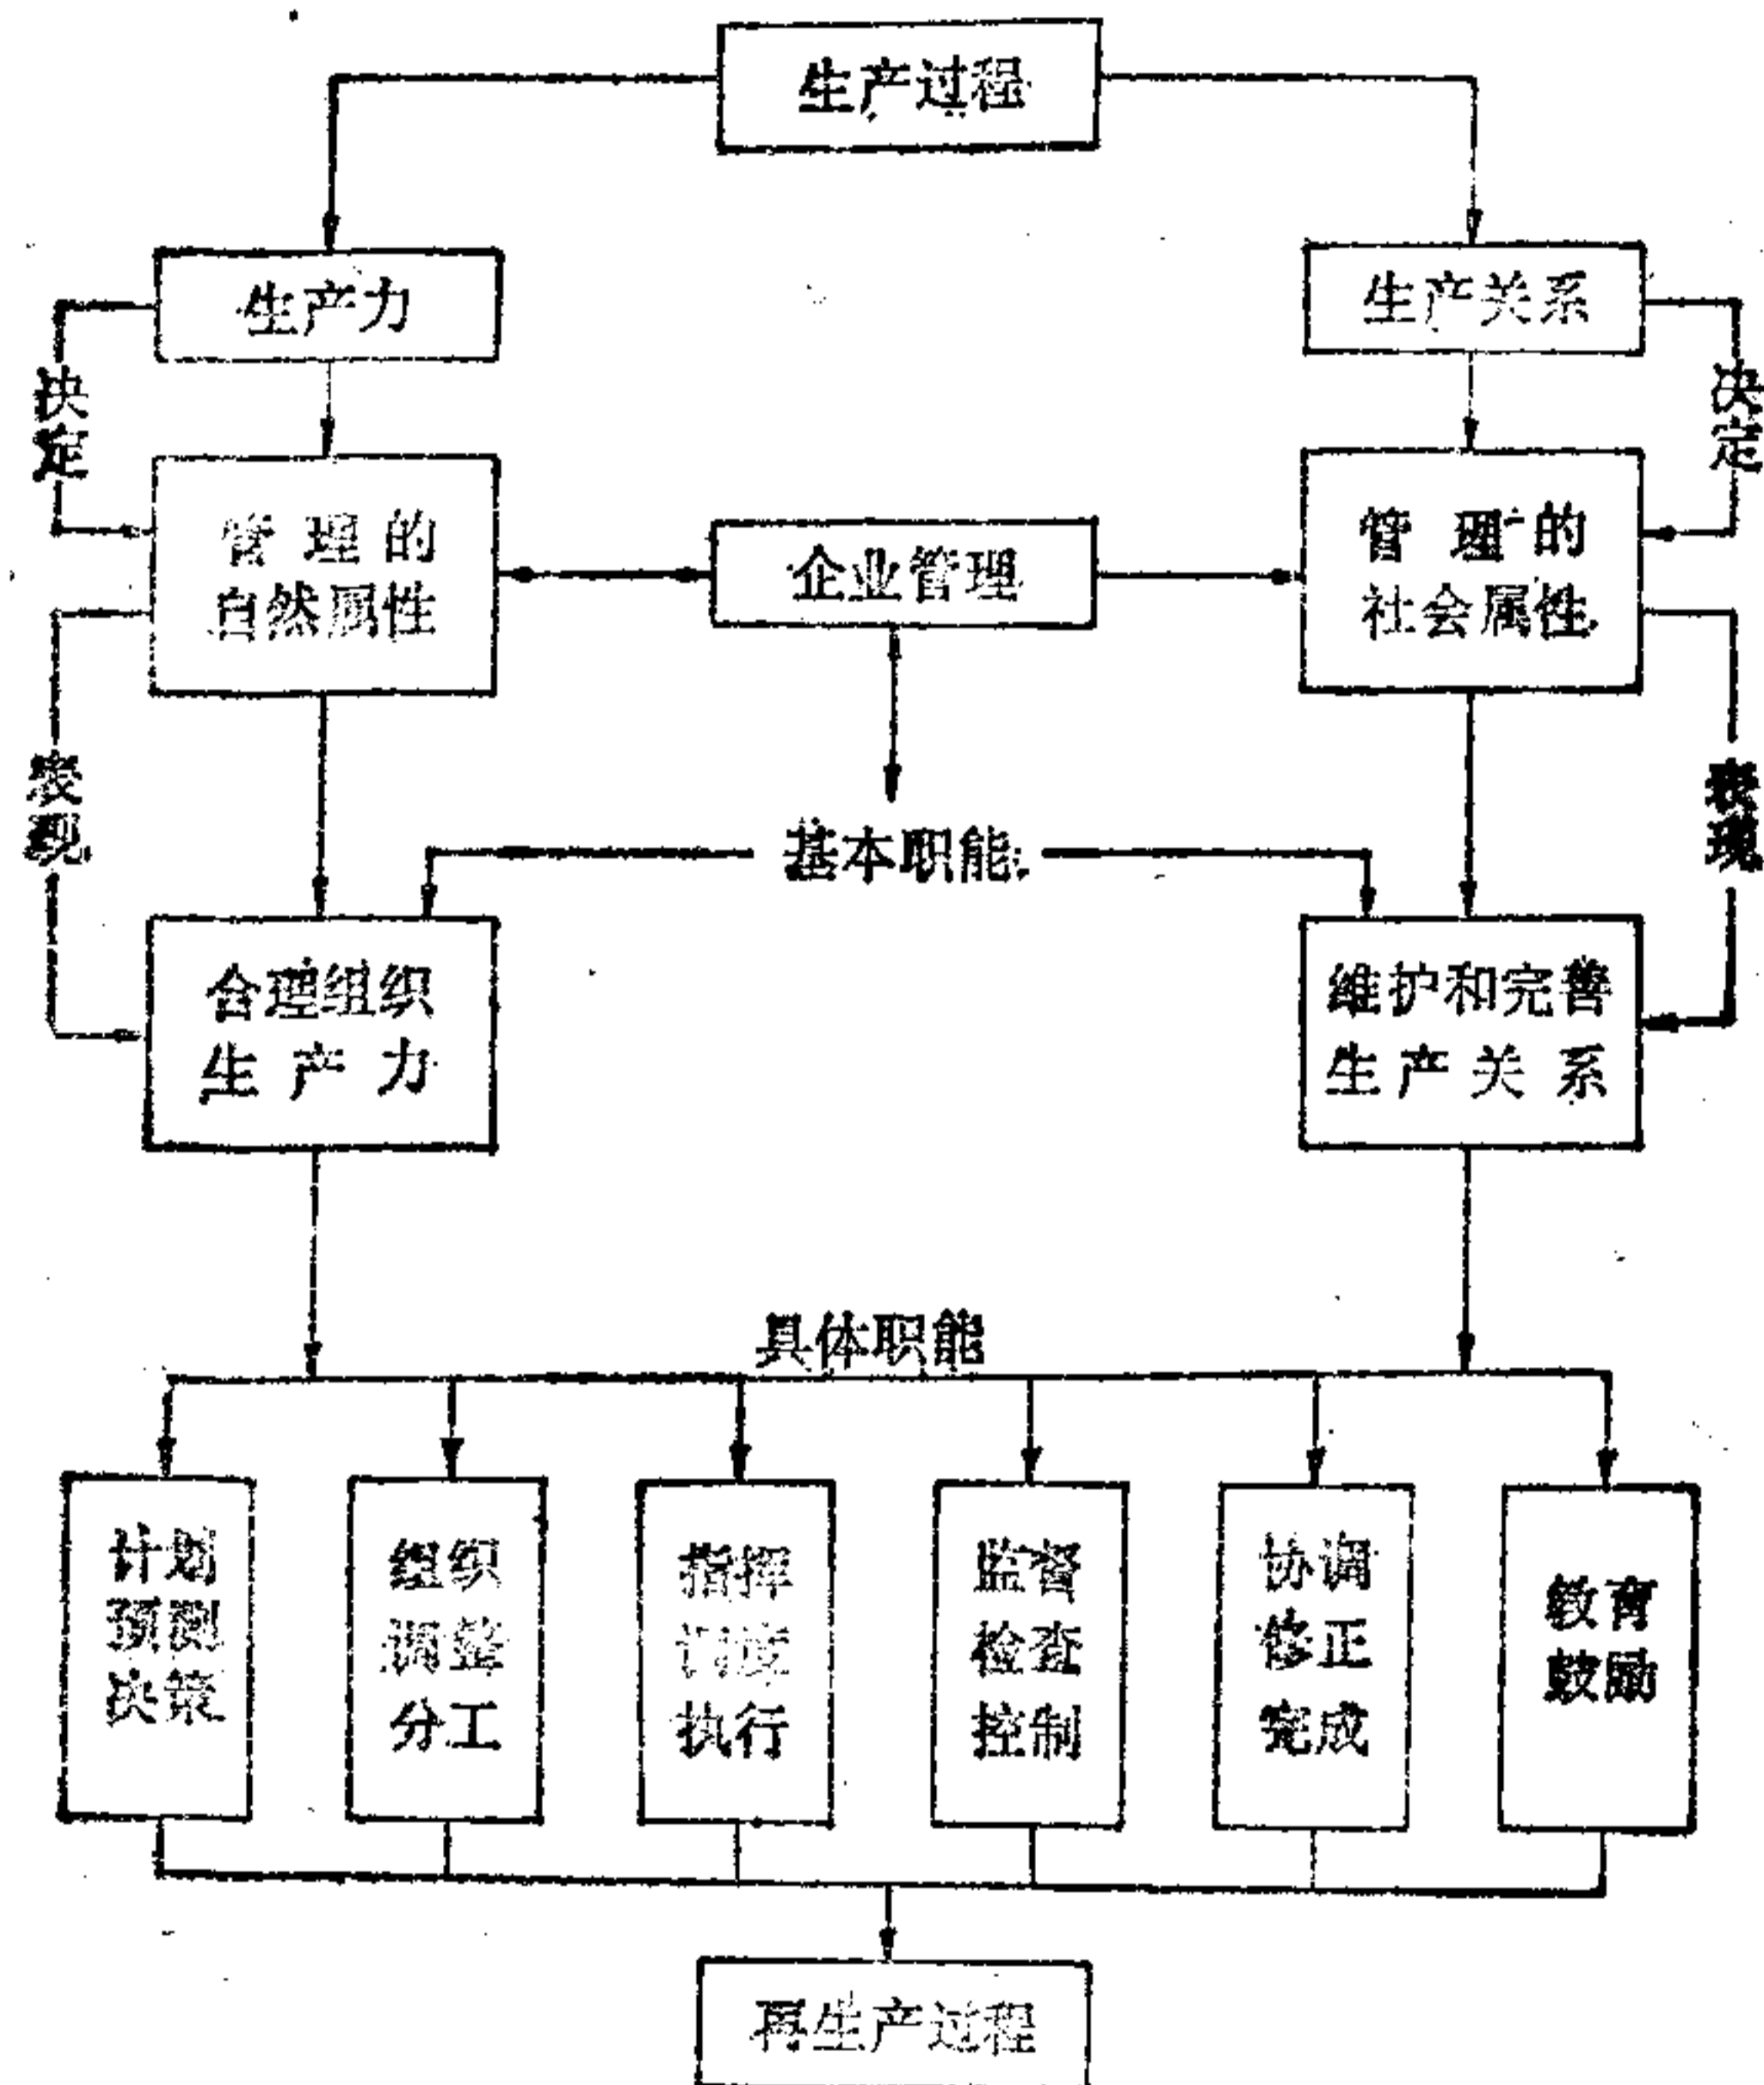 生产过程
生产力
生产关系
决定
决定
管理的
自然属性
企业管理
管理的
社会属性
表现
表现
基本职能
合理组织
生产力
维护和完善
生产关系
具体职能
计划
预测
决策
组织
调整
分工
指挥
调度
执行
监督
检查
控制
协调
修正
完成
教育
鼓励
再生产过程